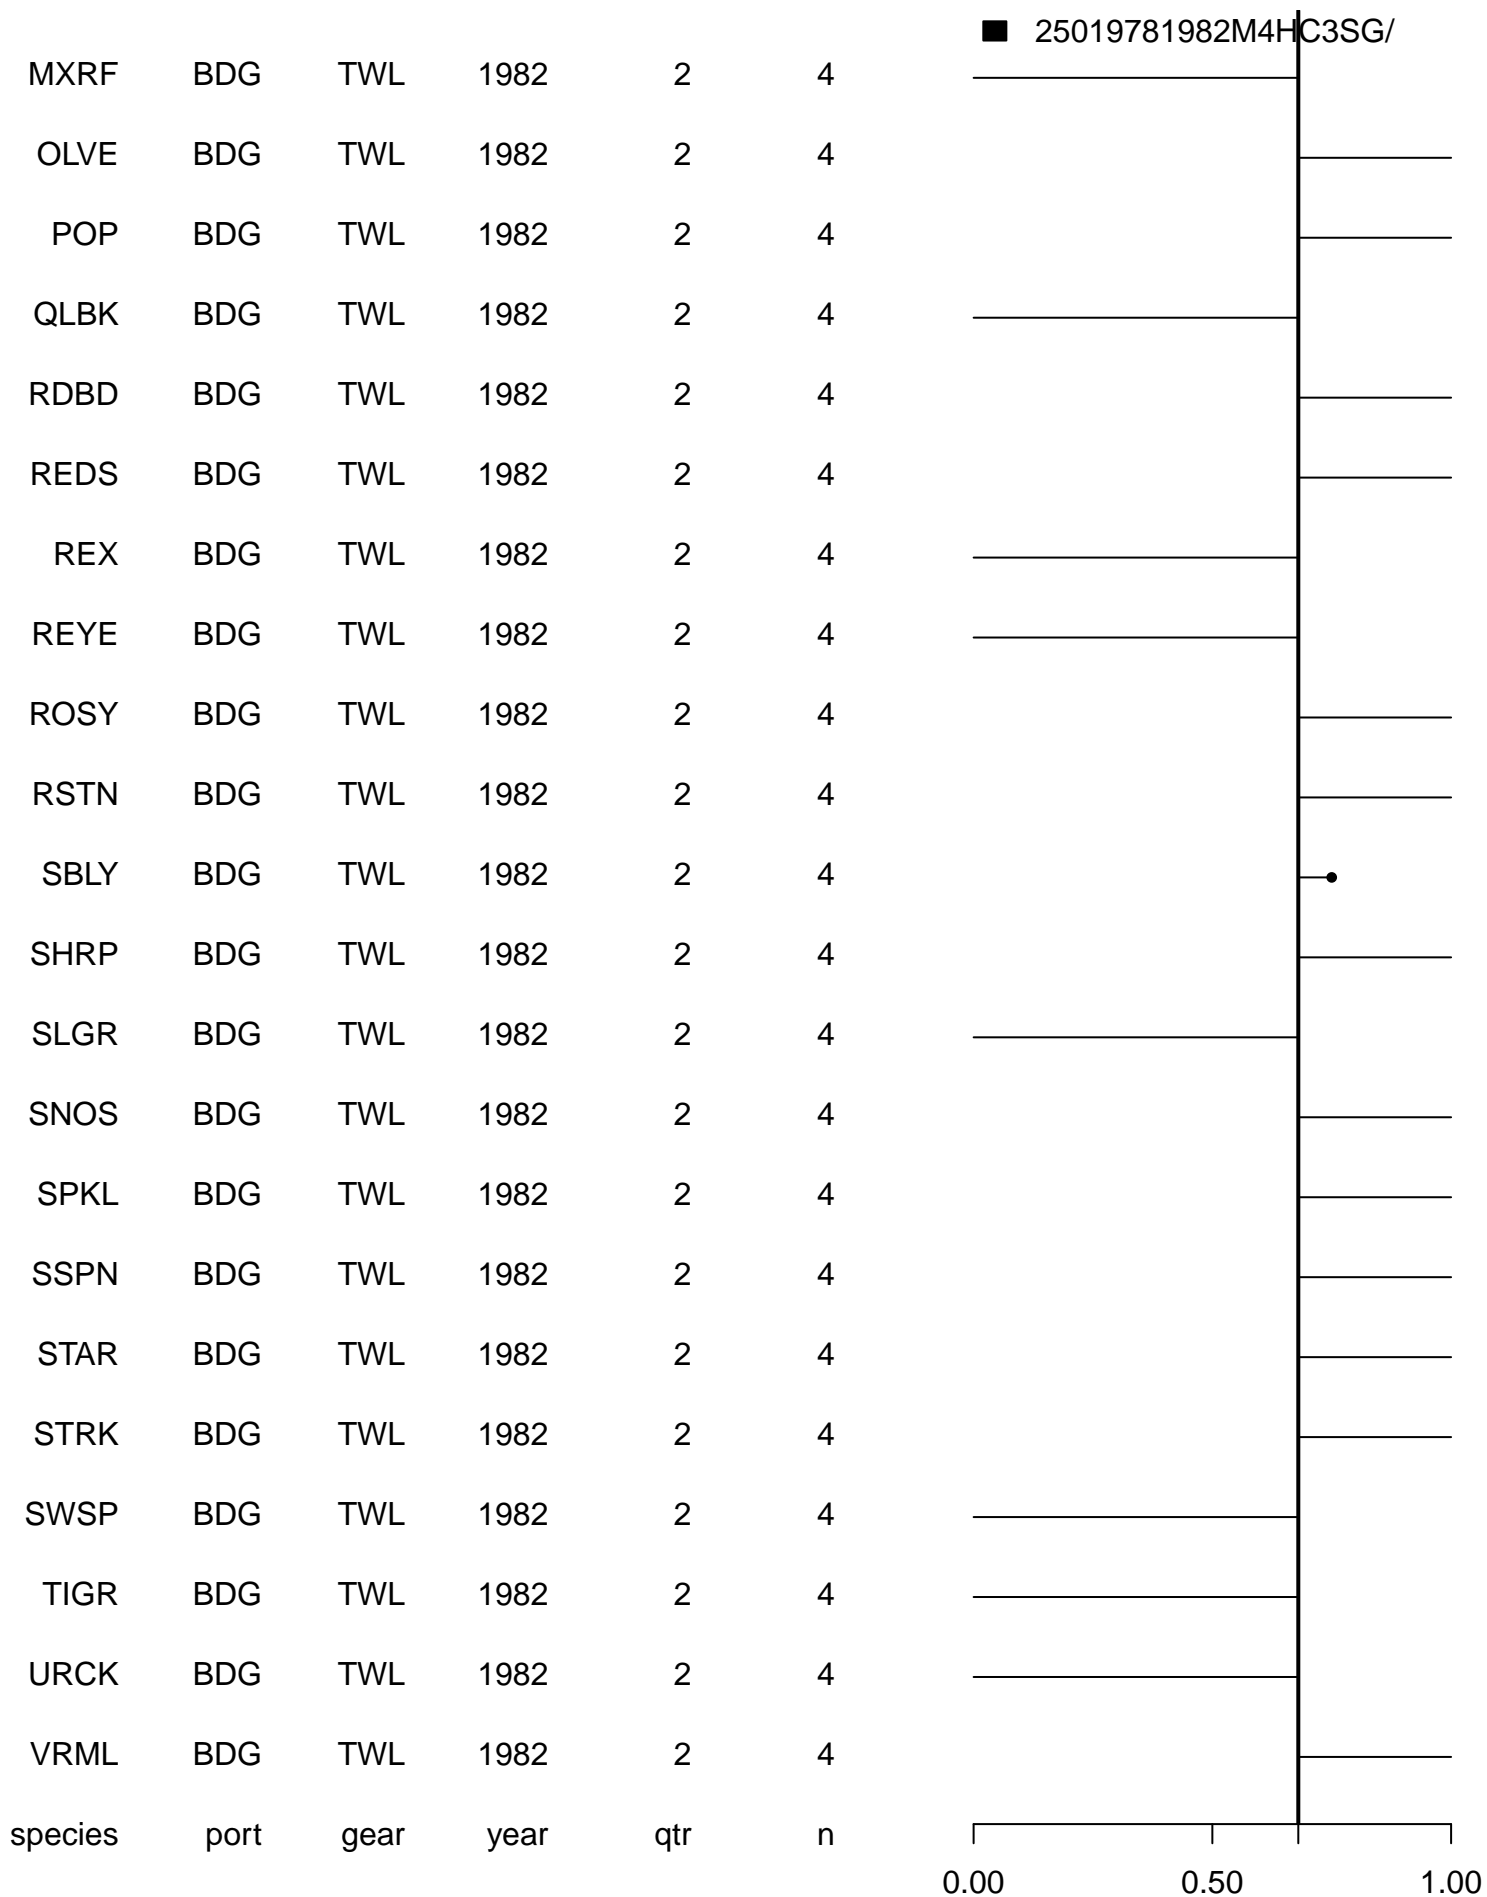 25019781982M4HC3SG/
MXRF BDG TWL 1982 2 4
OLVE BDG TWL 1982 2 4
POP BDG TWL 1982 2 4
QLBK BDG TWL 1982 2 4
RDBD BDG TWL 1982 2 4
REDS BDG TWL 1982 2 4
REX BDG TWL 1982 2 4
REYE BDG TWL 1982 2 4
ROSY BDG TWL 1982 2 4
RSTN BDG TWL 1982 2 4
SBLY BDG TWL 1982 2 4
SHRP BDG TWL 1982 2 4
SLGR BDG TWL 1982 2 4
SNOS BDG TWL 1982 2 4
SPKL BDG TWL 1982 2 4
SSPN BDG TWL 1982 2 4
STAR BDG TWL 1982 2 4
STRK BDG TWL 1982 2 4
SWSP BDG TWL 1982 2 4
TIGR BDG TWL 1982 2 4
URCK BDG TWL 1982 2 4
VRML BDG TWL 1982 2 4
species port gear year qtr n
0.00 0.50 1.00